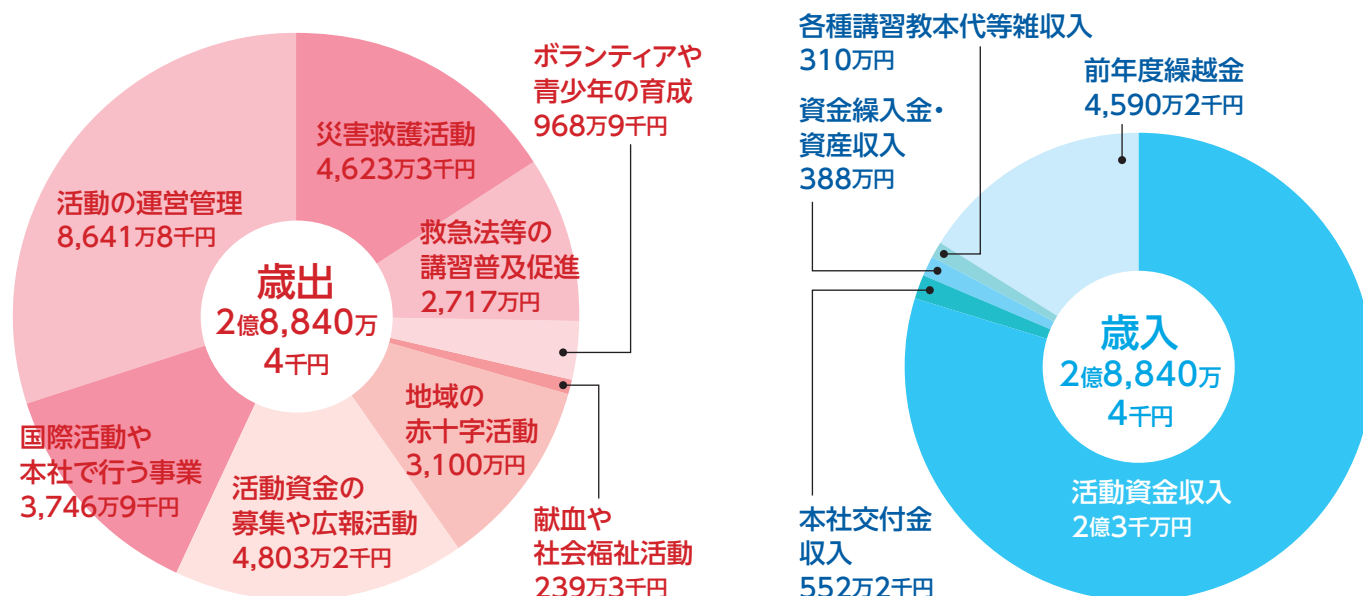 歳出
2億8,840万
4千円
災害救護活動
4,623万3千円
救急法等の
講習普及促進
2,717万円
ボランティアや
青少年の育成
968万9千円
献血や
社会福祉活動
239万3千円
地域の
赤十字活動
3,100万円
活動資金の
募集や広報活動
4,803万2千円
国際活動や
本社で行う事業
3,746万9千円
活動の運営管理
8,641万8千円
歳入
2億8,840万
4千円
活動資金収入
2億3千万円
本社交付金
収入
552万2千円
資金繰入金・
資産収入
388万円
各種講習教本代等雑収入
310万円
前年度繰越金
4,590万2千円